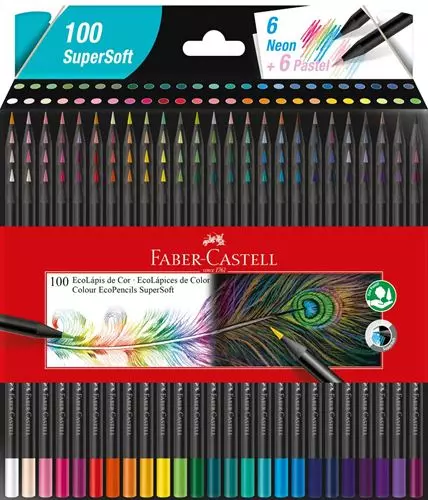 100
SuperSoft
6
Neon
+ 6 Pastel
FABER-CASTELL
since 1761
100 EcoLápis de Cor · EcoLápices de Color
Colour EcoPencils SuperSoft